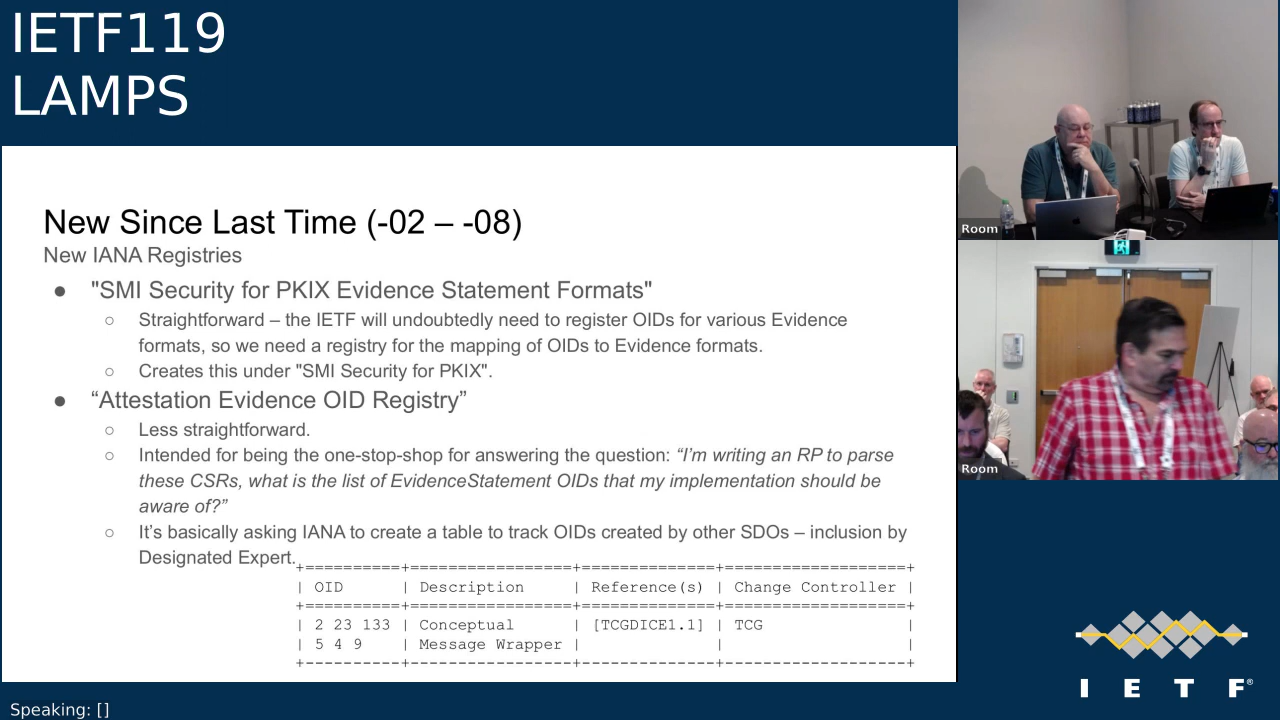 IETF119
LAMPS
New Since Last Time (-02 – -08)
New IANA Registries
● "SMI Security for PKIX Evidence Statement Formats"
○ Straightforward – the IETF will undoubtedly need to register OIDs for various Evidence
formats, so we need a registry for the mapping of OIDs to Evidence formats.
○ Creates this under "SMI Security for PKIX".
● “Attestation Evidence OID Registry”
○ Less straightforward.
○ Intended for being the one-stop-shop for answering the question: “I’m writing an RP to parse
these CSRs, what is the list of EvidenceStatement OIDs that my implementation should be
aware of?”
○ It’s basically asking IANA to create a table to track OIDs created by other SDOs – inclusion by
Designated Expert.
+==========+================+==============+===================+
| OID      | Description    | Reference(s) | Change Controller |
+==========+================+==============+===================+
| 2 23 133 | Conceptual     | [TCGDICE1.1] | TCG               |
| 5 4 9    | Message Wrapper |              |                   |
+----------+----------------+--------------+-------------------+
Room
Room
I E T F®
Speaking: []